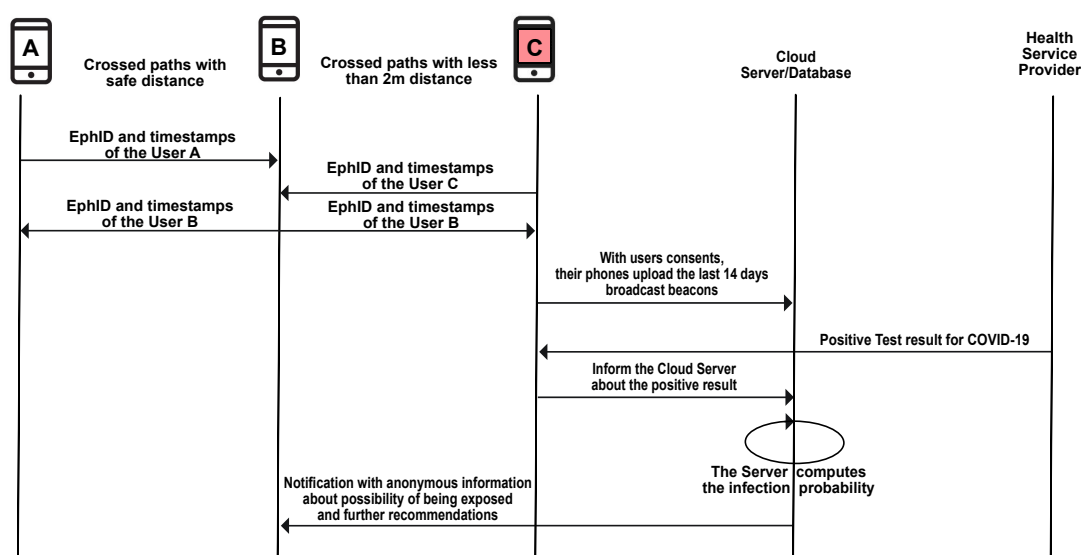 A
B
C
Crossed paths with
safe distance
Crossed paths with less
than 2m distance
Cloud
Server/Database
Health
Service
Provider
EphID and timestamps
of the User A
EphID and timestamps
of the User C
EphID and timestamps
of the User B
EphID and timestamps
of the User B
With users consents,
their phones upload the last 14 days
broadcast beacons
Positive Test result for COVID-19
Inform the Cloud Server
about the positive result
The Server computes
the infection probability
Notification with anonymous information
about possibility of being exposed
and further recommendations